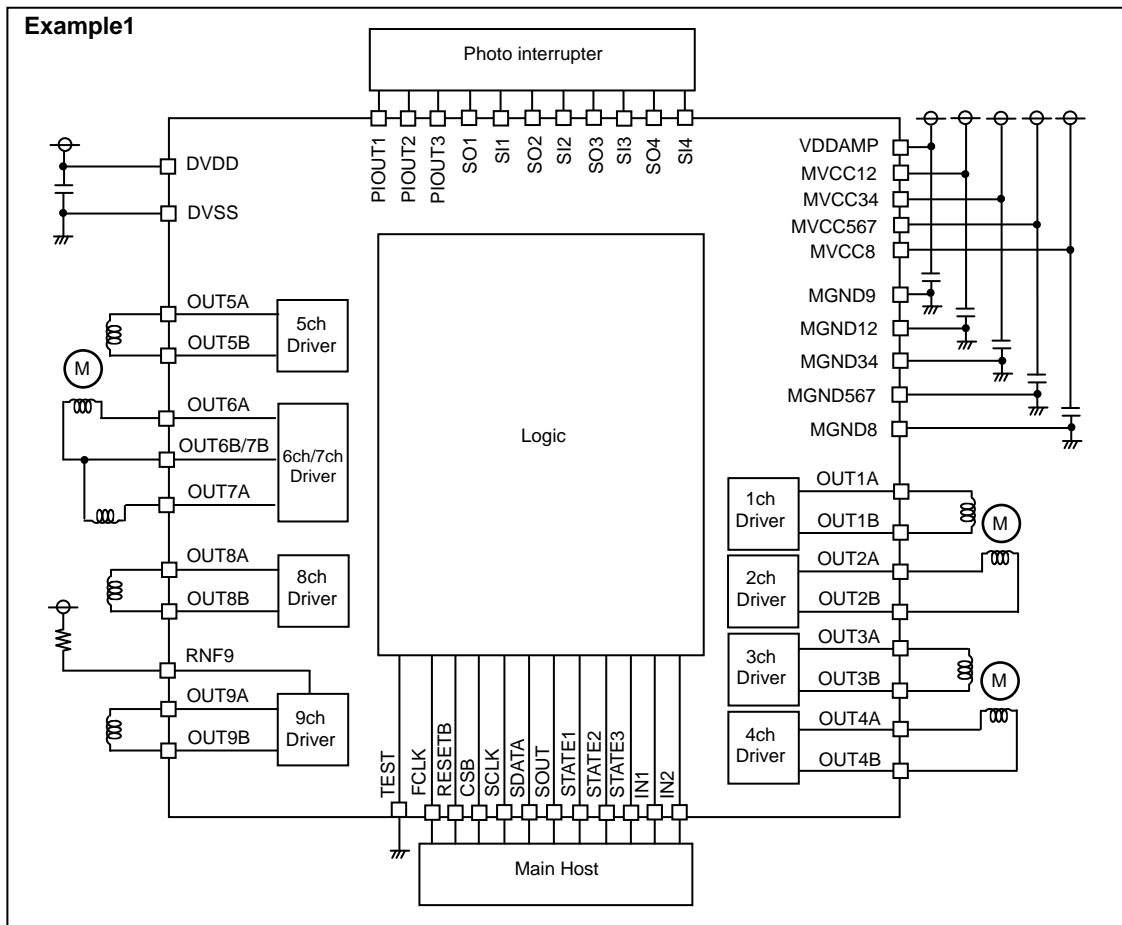 Example1
Photo interrupter
PIOUT1
PIOUT2
PIOUT3
SO1
SI1
SO2
SI2
SO3
SI3
SO4
SI4
DVDD
DVSS
VDDAMP
MVCC12
MVCC34
MVCC567
MVCC8
MGND9
MGND12
MGND34
MGND567
MGND8
OUT5A
OUT5B
5ch
Driver
M
OUT6A
OUT6B/7B
OUT7A
6ch/7ch
Driver
OUT8A
OUT8B
8ch
Driver
RNF9
OUT9A
OUT9B
9ch
Driver
Logic
1ch
Driver
OUT1A
OUT1B
M
2ch
Driver
OUT2A
OUT2B
3ch
Driver
OUT3A
OUT3B
M
4ch
Driver
OUT4A
OUT4B
TEST
FCLK
RESETB
CSB
SCLK
SDATA
SOUT
STATE1
STATE2
STATE3
IN1
IN2
Main Host